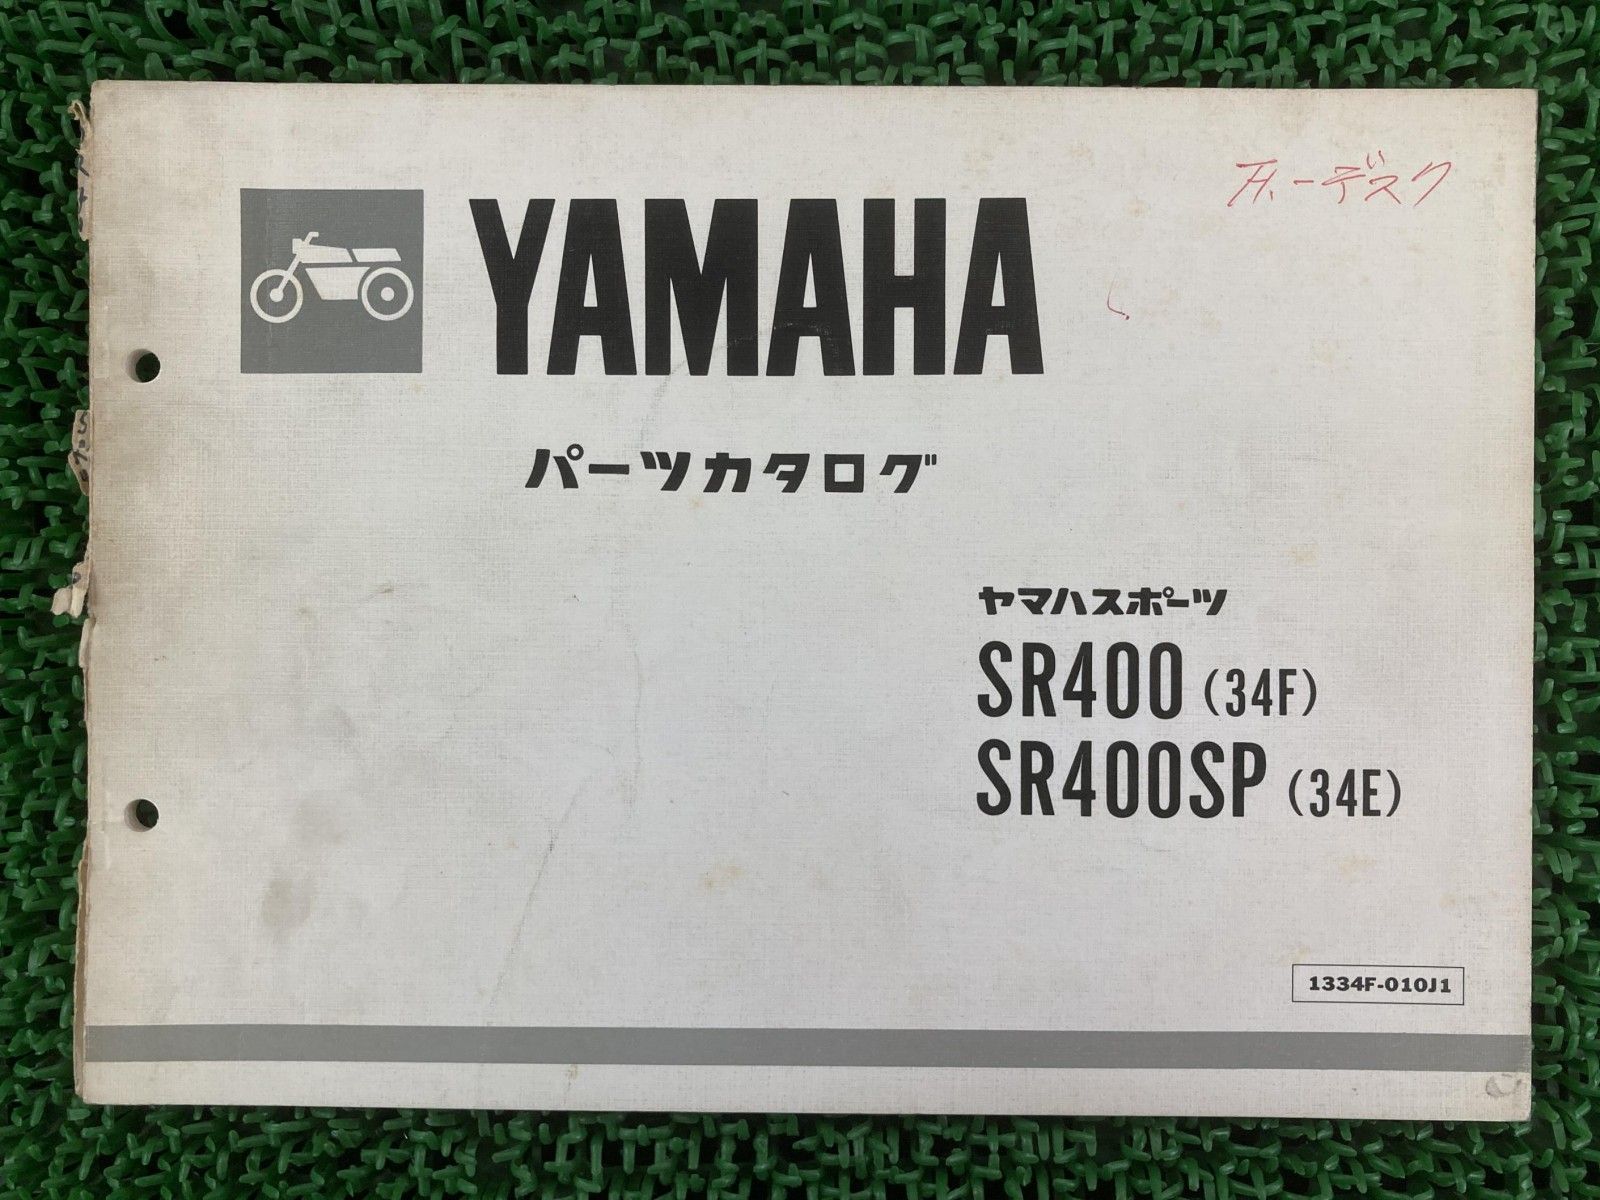 YAMAHA
パーツカタログ
ヤマハスポーツ
SR400 (34F)
SR400SP (34E)
1334F-010J1